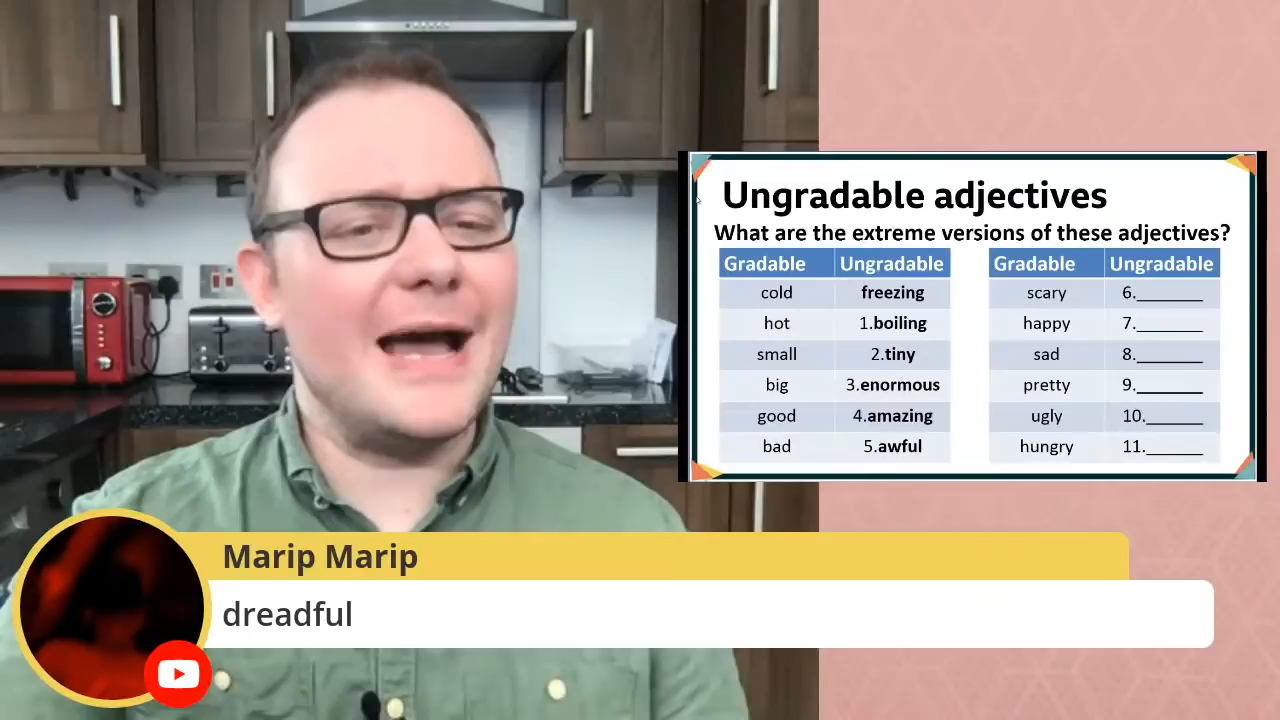 Ungradable adjectives
What are the extreme versions of these adjectives?
Gradable Ungradable
cold freezing
hot 1.boiling
small 2.tiny
big 3.enormous
good 4.amazing
bad 5.awful
Gradable Ungradable
scary 6._______
happy 7._______
sad 8._______
pretty 9._______
ugly 10._______
hungry 11._______
Marip Marip
dreadful